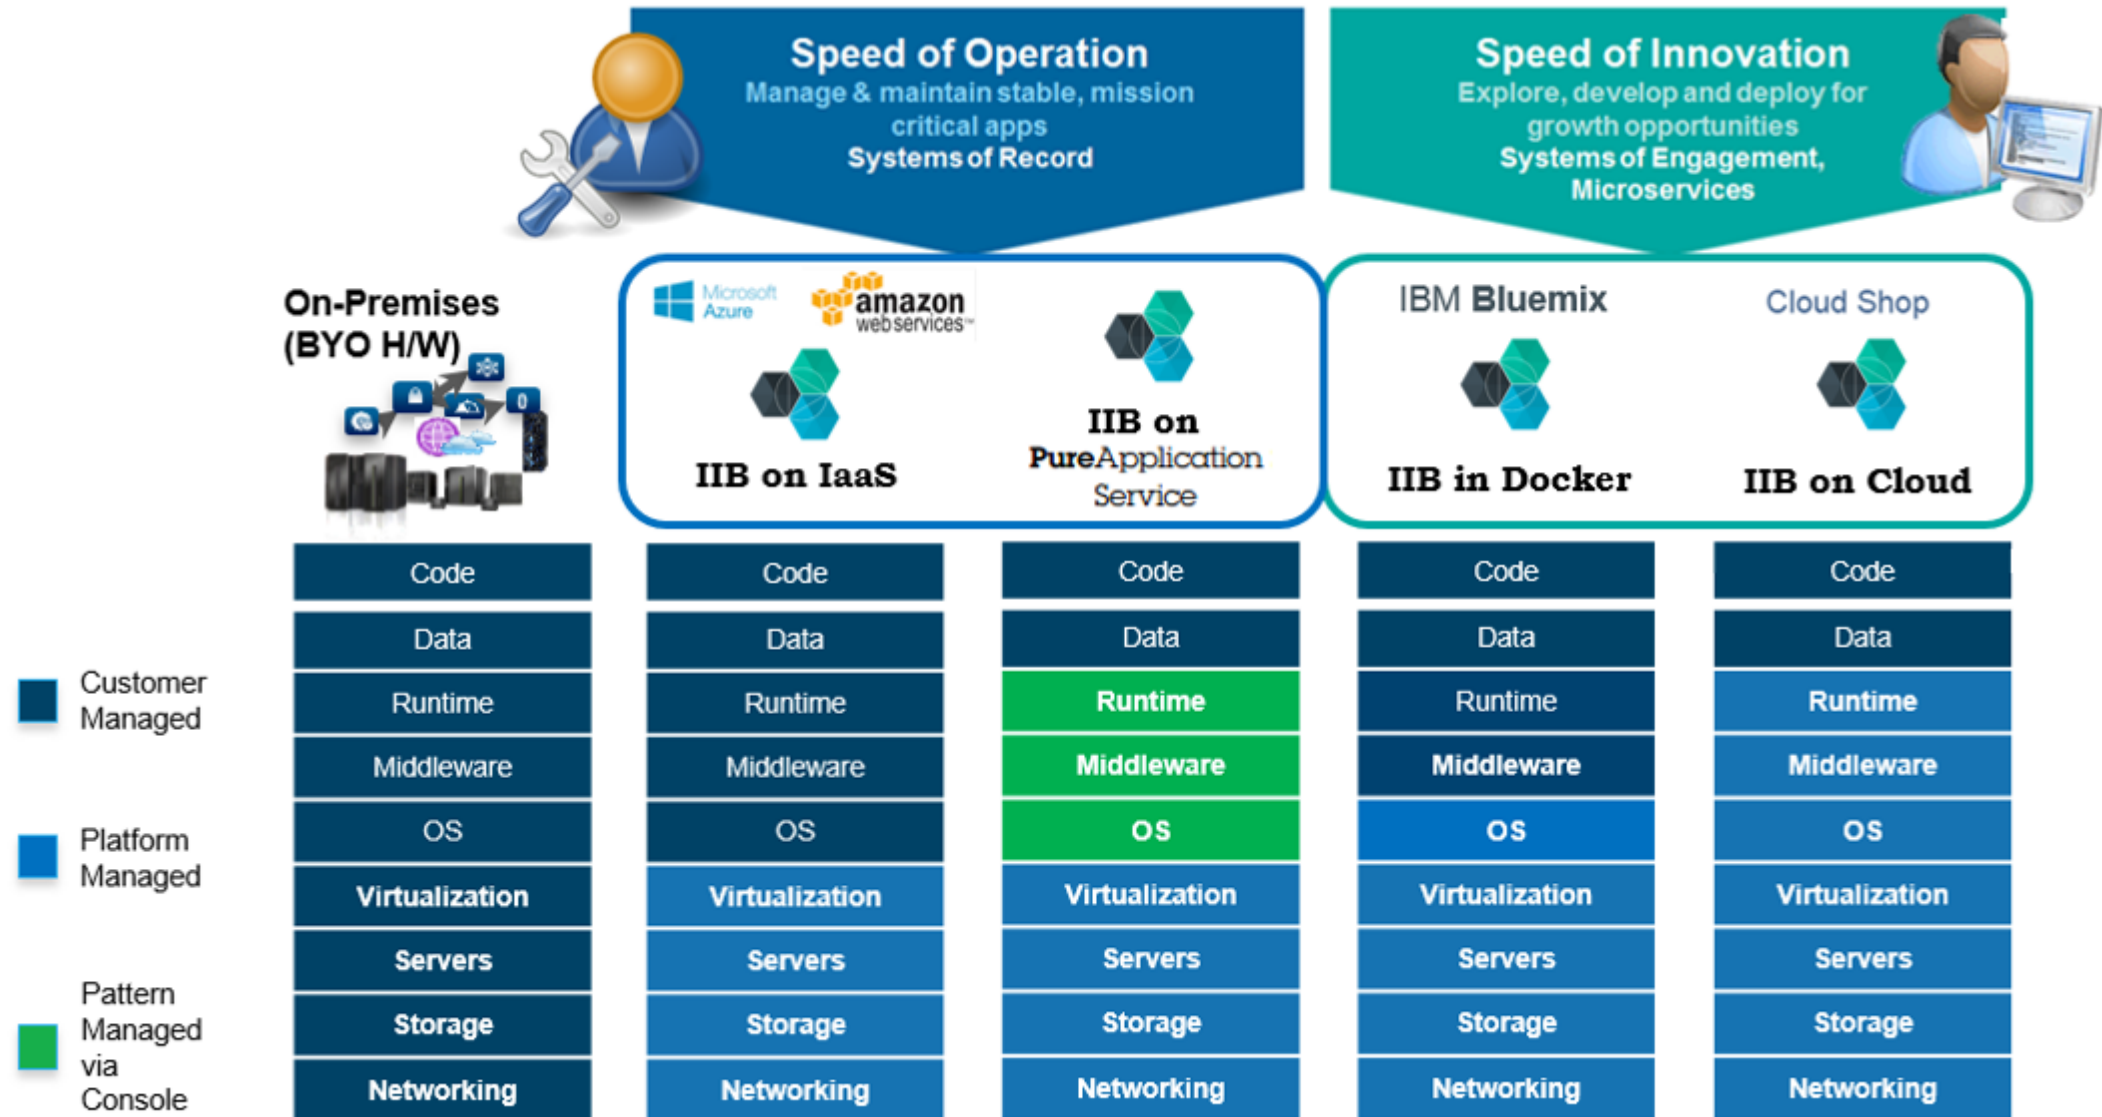 Speed of Operation
Manage & maintain stable, mission
critical apps
Systems of Record
Speed of Innovation
Explore, develop and deploy for
growth opportunities
Systems of Engagement,
Microservices
On-Premises
(BYO H/W)
Microsoft
Azure
amazon
web services™
IIB on IaaS
IIB on
PureApplication
Service
IBM Bluemix
IIB in Docker
Cloud Shop
IIB on Cloud
Code
Code
Code
Code
Code
Data
Data
Data
Data
Data
Customer
Managed
Runtime
Runtime
Runtime
Runtime
Runtime
Middleware
Middleware
Middleware
Middleware
Middleware
Platform
Managed
OS
OS
OS
OS
OS
Virtualization
Virtualization
Virtualization
Virtualization
Virtualization
Servers
Servers
Servers
Servers
Servers
Pattern
Managed
via
Console
Storage
Storage
Storage
Storage
Storage
Networking
Networking
Networking
Networking
Networking